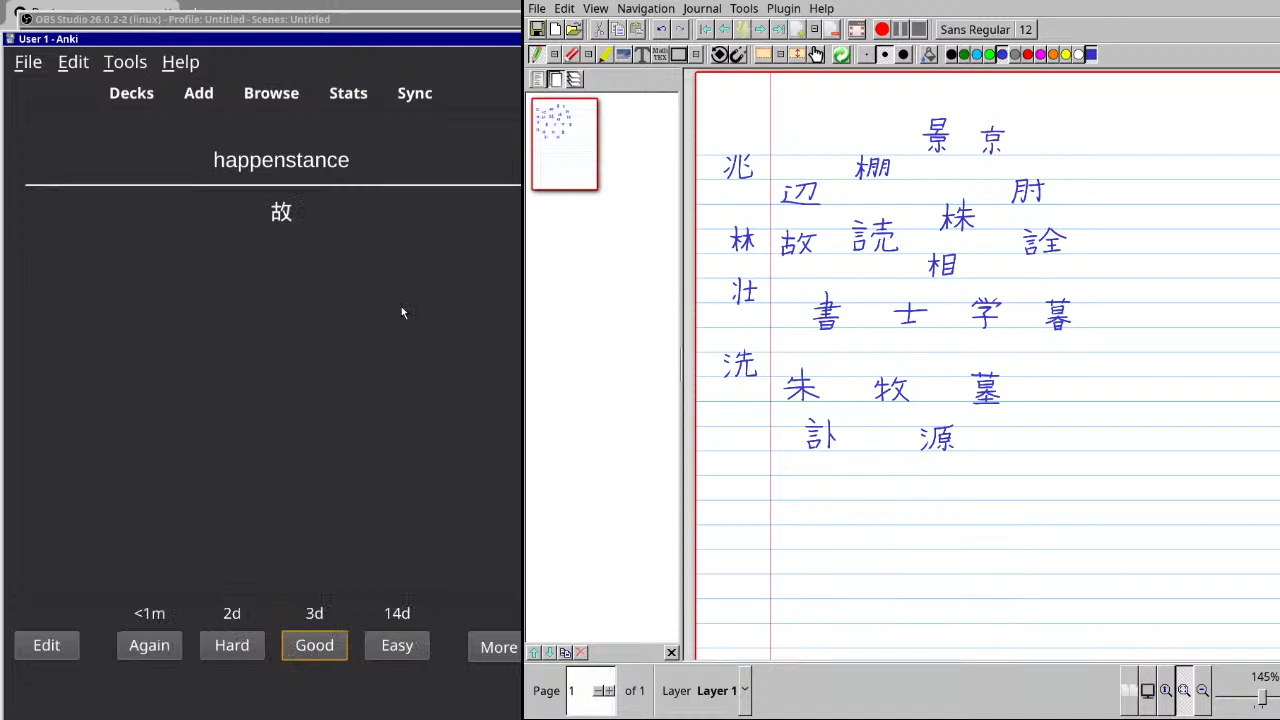 OBS Studio 26.0.2-2 (linux) - Profile: Untitled - Scenes: Untitled
User 1 - Anki
File Edit Tools Help
Decks Add Browse Stats Sync
happenstance
故
<1m 2d 3d 14d
Edit Again Hard Good Easy More
File Edit View Navigation Journal Tools Plugin Help
Sans Regular 12
景 京
兆 棚
辺 肘
株
林 故 読 詮
相
壮
書 士 学 暮
洗
朱 牧 墓
訃 源
Page 1 of 1 Layer Layer 1
145%